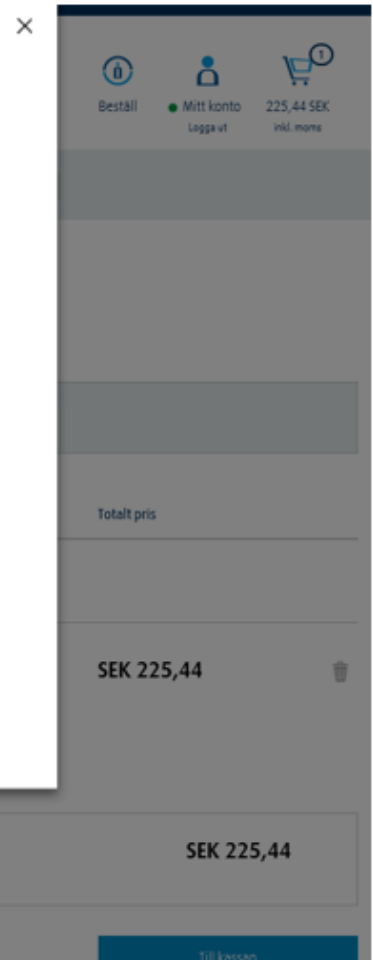 1
Beställ
Mitt konto
225,44 SEK
Logga ut
inkl. moms
Totalt pris
SEK 225,44
SEK 225,44
Till kassan